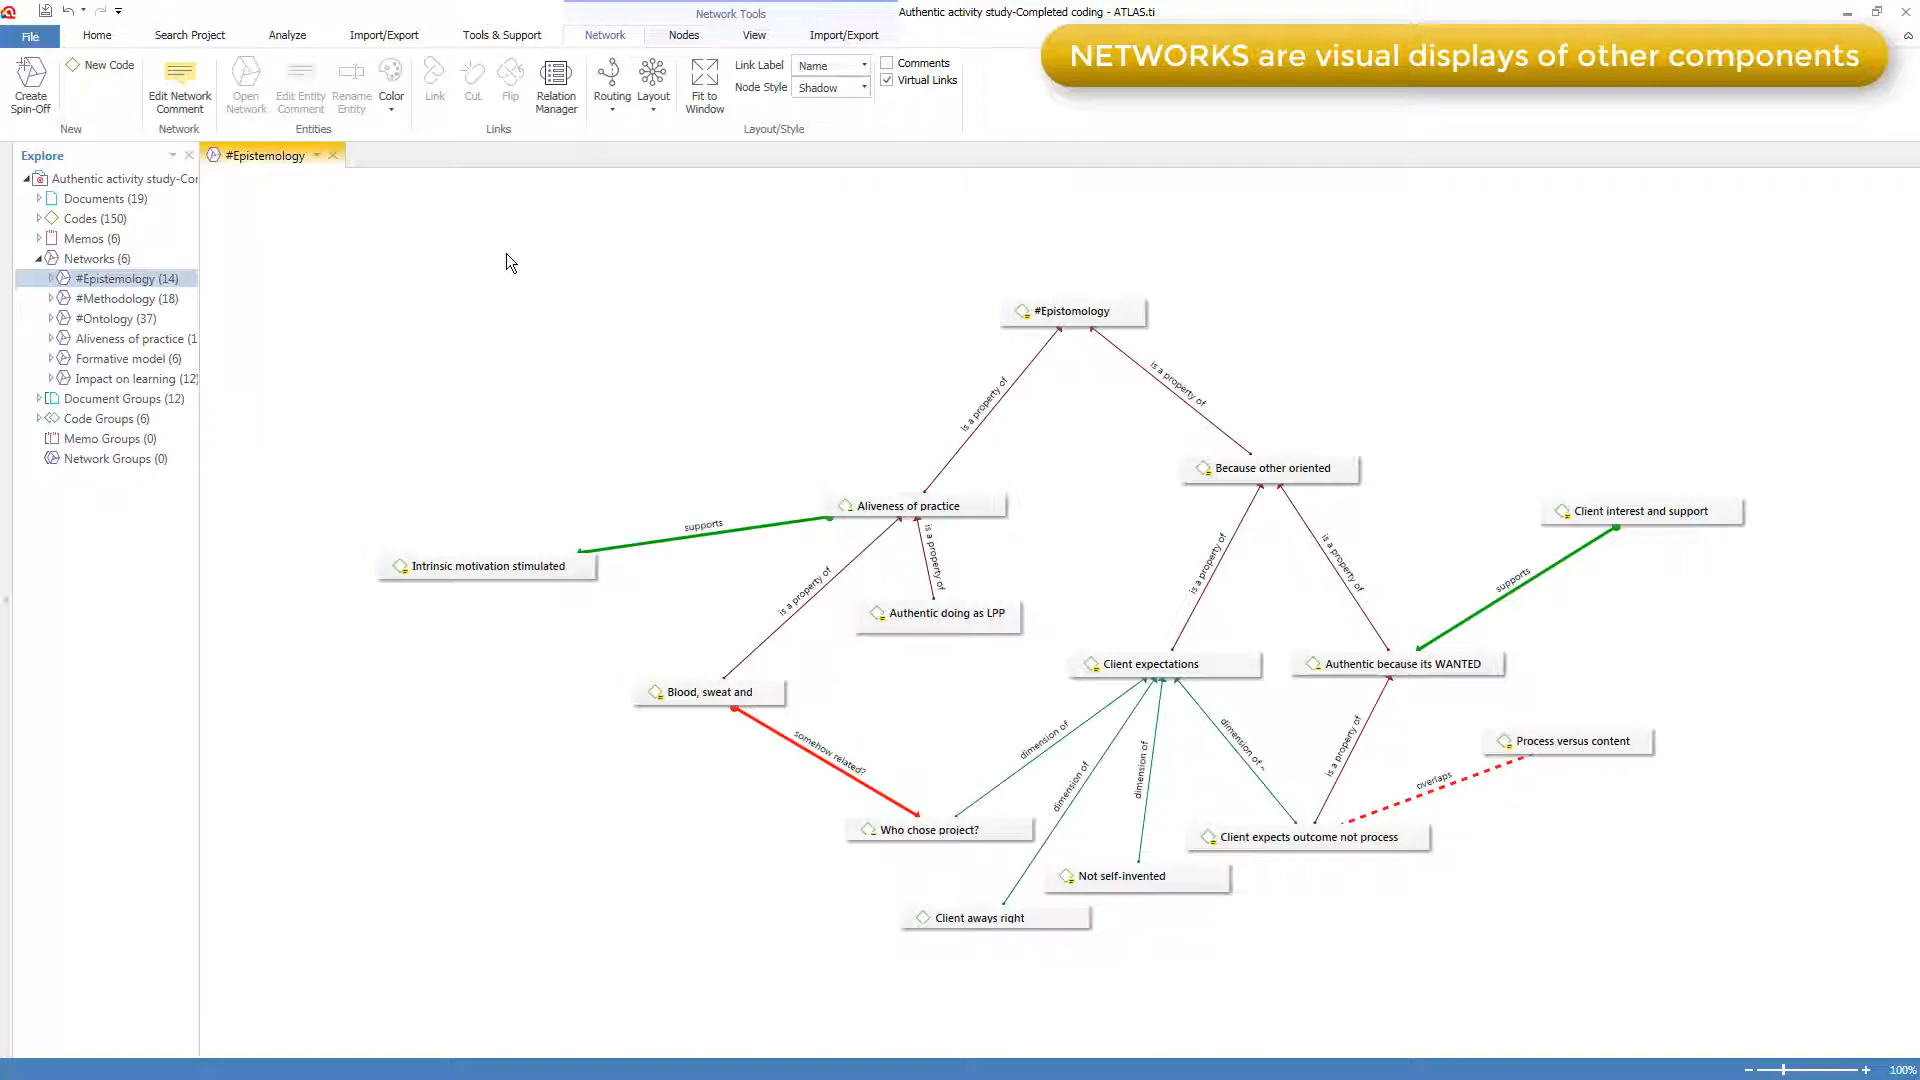 Network Tools
Authentic activity study-Completed coding - ATLAS.ti
File
Home
Search Project
Analyze
Import/Export
Tools & Support
Network
Nodes
View
Import/Export
NETWORKS are visual displays of other components
New Code
Create Spin-Off
New
Edit Network Comment
Network
Open Network
Edit Entity Comment
Rename Entity
Color
Entities
Link
Cut
Flip
Relation Manager
Links
Routing
Layout
Fit to Window
Link Label
Name
Node Style
Shadow
Comments
Virtual Links
Layout/Style
Explore
#Epistemology
Authentic activity study-Cor
Documents (19)
Codes (150)
Memos (6)
Networks (6)
#Epistemology (14)
#Methodology (18)
#Ontology (37)
Aliveness of practice (1
Formative model (6)
Impact on learning (12)
Document Groups (12)
Code Groups (6)
Memo Groups (0)
Network Groups (0)
#Epistomology
is a property of
is a property of
Because other oriented
Aliveness of practice
Client interest and support
supports
Intrinsic motivation stimulated
is a property of
is a property of
is a property of
is a property of
supports
Authentic doing as LPP
Client expectations
Authentic because its WANTED
Blood, sweat and
somehow related?
dimension of
dimension of
dimension of
dimension of ~
is a property of
Process versus content
overlaps
Who chose project?
Client expects outcome not process
Not self-invented
Client aways right
100%